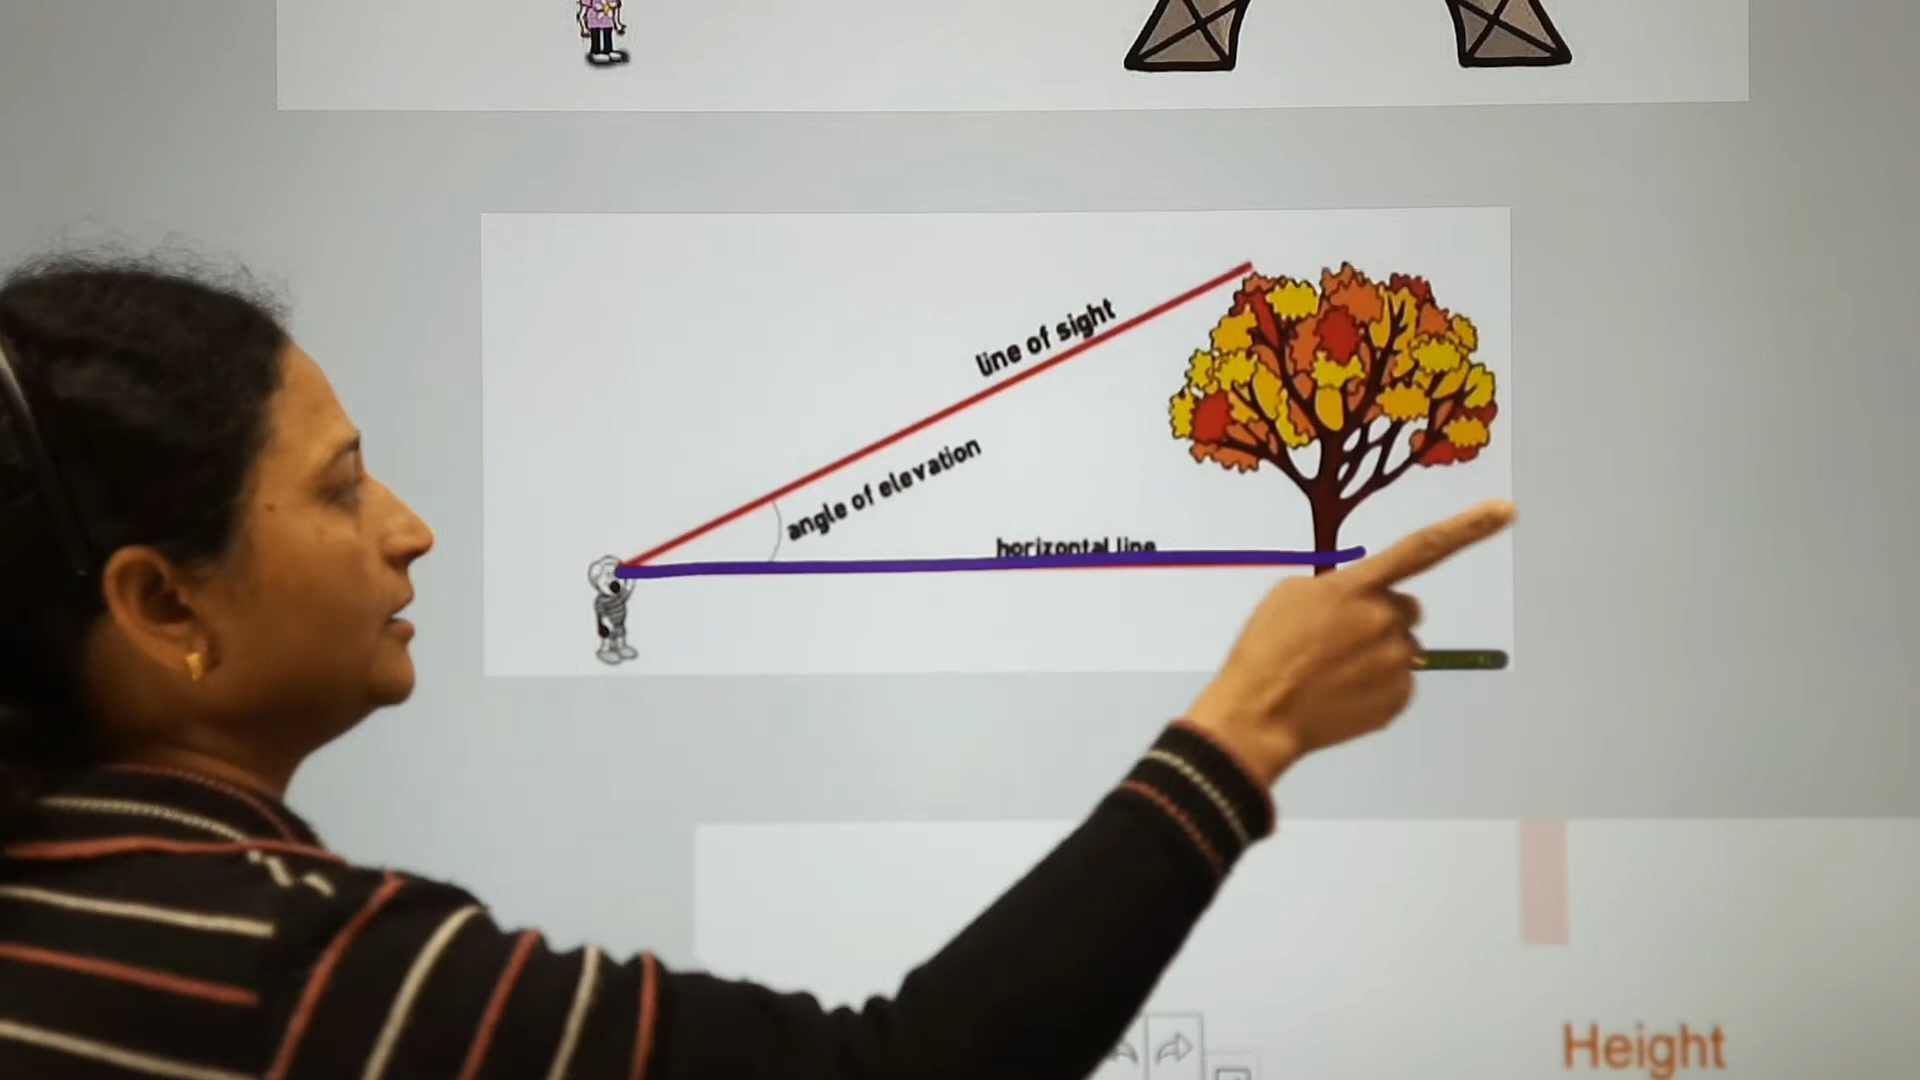 line of sight
angle of elevation
horizontal line
Height